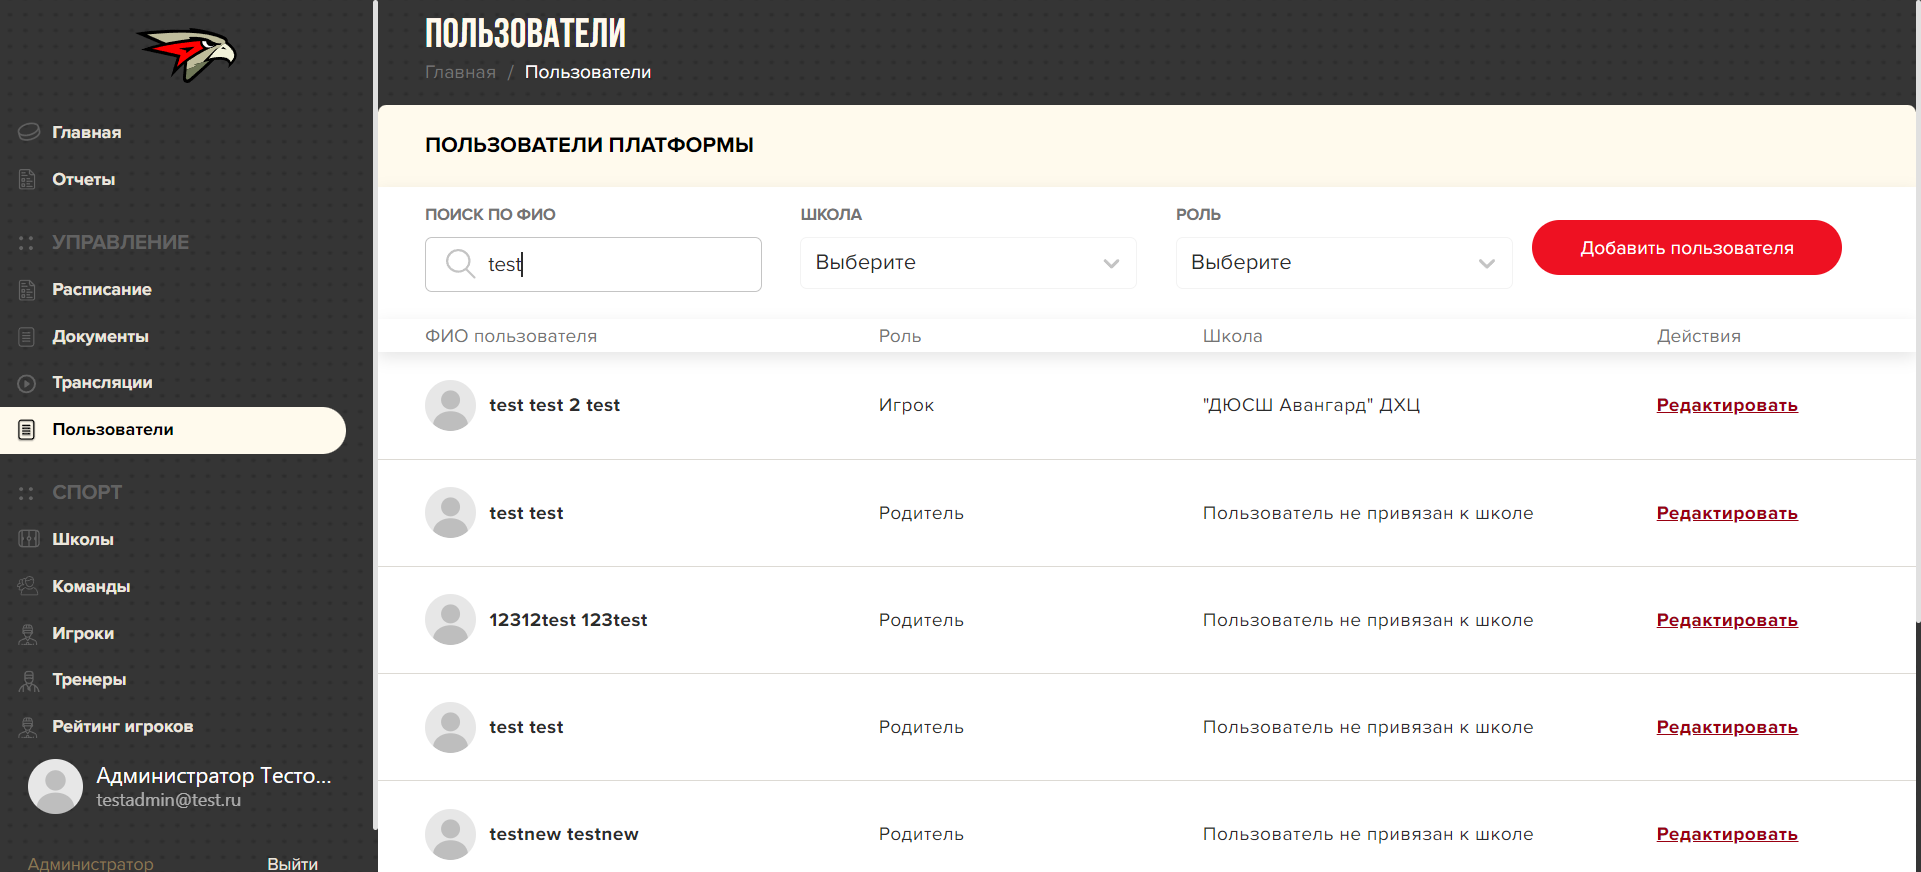 Главная
Отчеты
УПРАВЛЕНИЕ
Расписание
Документы
Трансляции
Пользователи
СПОРТ
Школы
Команды
Игроки
Тренеры
Рейтинг игроков
Администратор Тесто...
testadmin@test.ru
Администратор Выйти
ПОЛЬЗОВАТЕЛИ
Главная / Пользователи
ПОЛЬЗОВАТЕЛИ ПЛАТФОРМЫ
ПОИСК ПО ФИО ШКОЛА РОЛЬ
test Выберите Выберите Добавить пользователя
ФИО пользователя Роль Школа Действия
test test 2 test Игрок "ДЮСШ Авангард" ДХЦ Редактировать
test test Родитель Пользователь не привязан к школе Редактировать
12312test 123test Родитель Пользователь не привязан к школе Редактировать
test test Родитель Пользователь не привязан к школе Редактировать
testnew testnew Родитель Пользователь не привязан к школе Редактировать